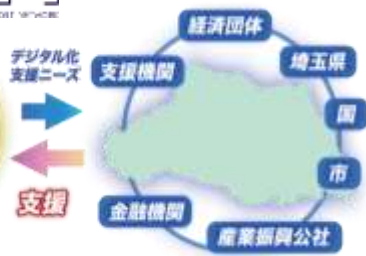 デジタル化
支援ニーズ
支援
経済団体
支援機関
埼玉県
国
市
金融機関
産業振興公社